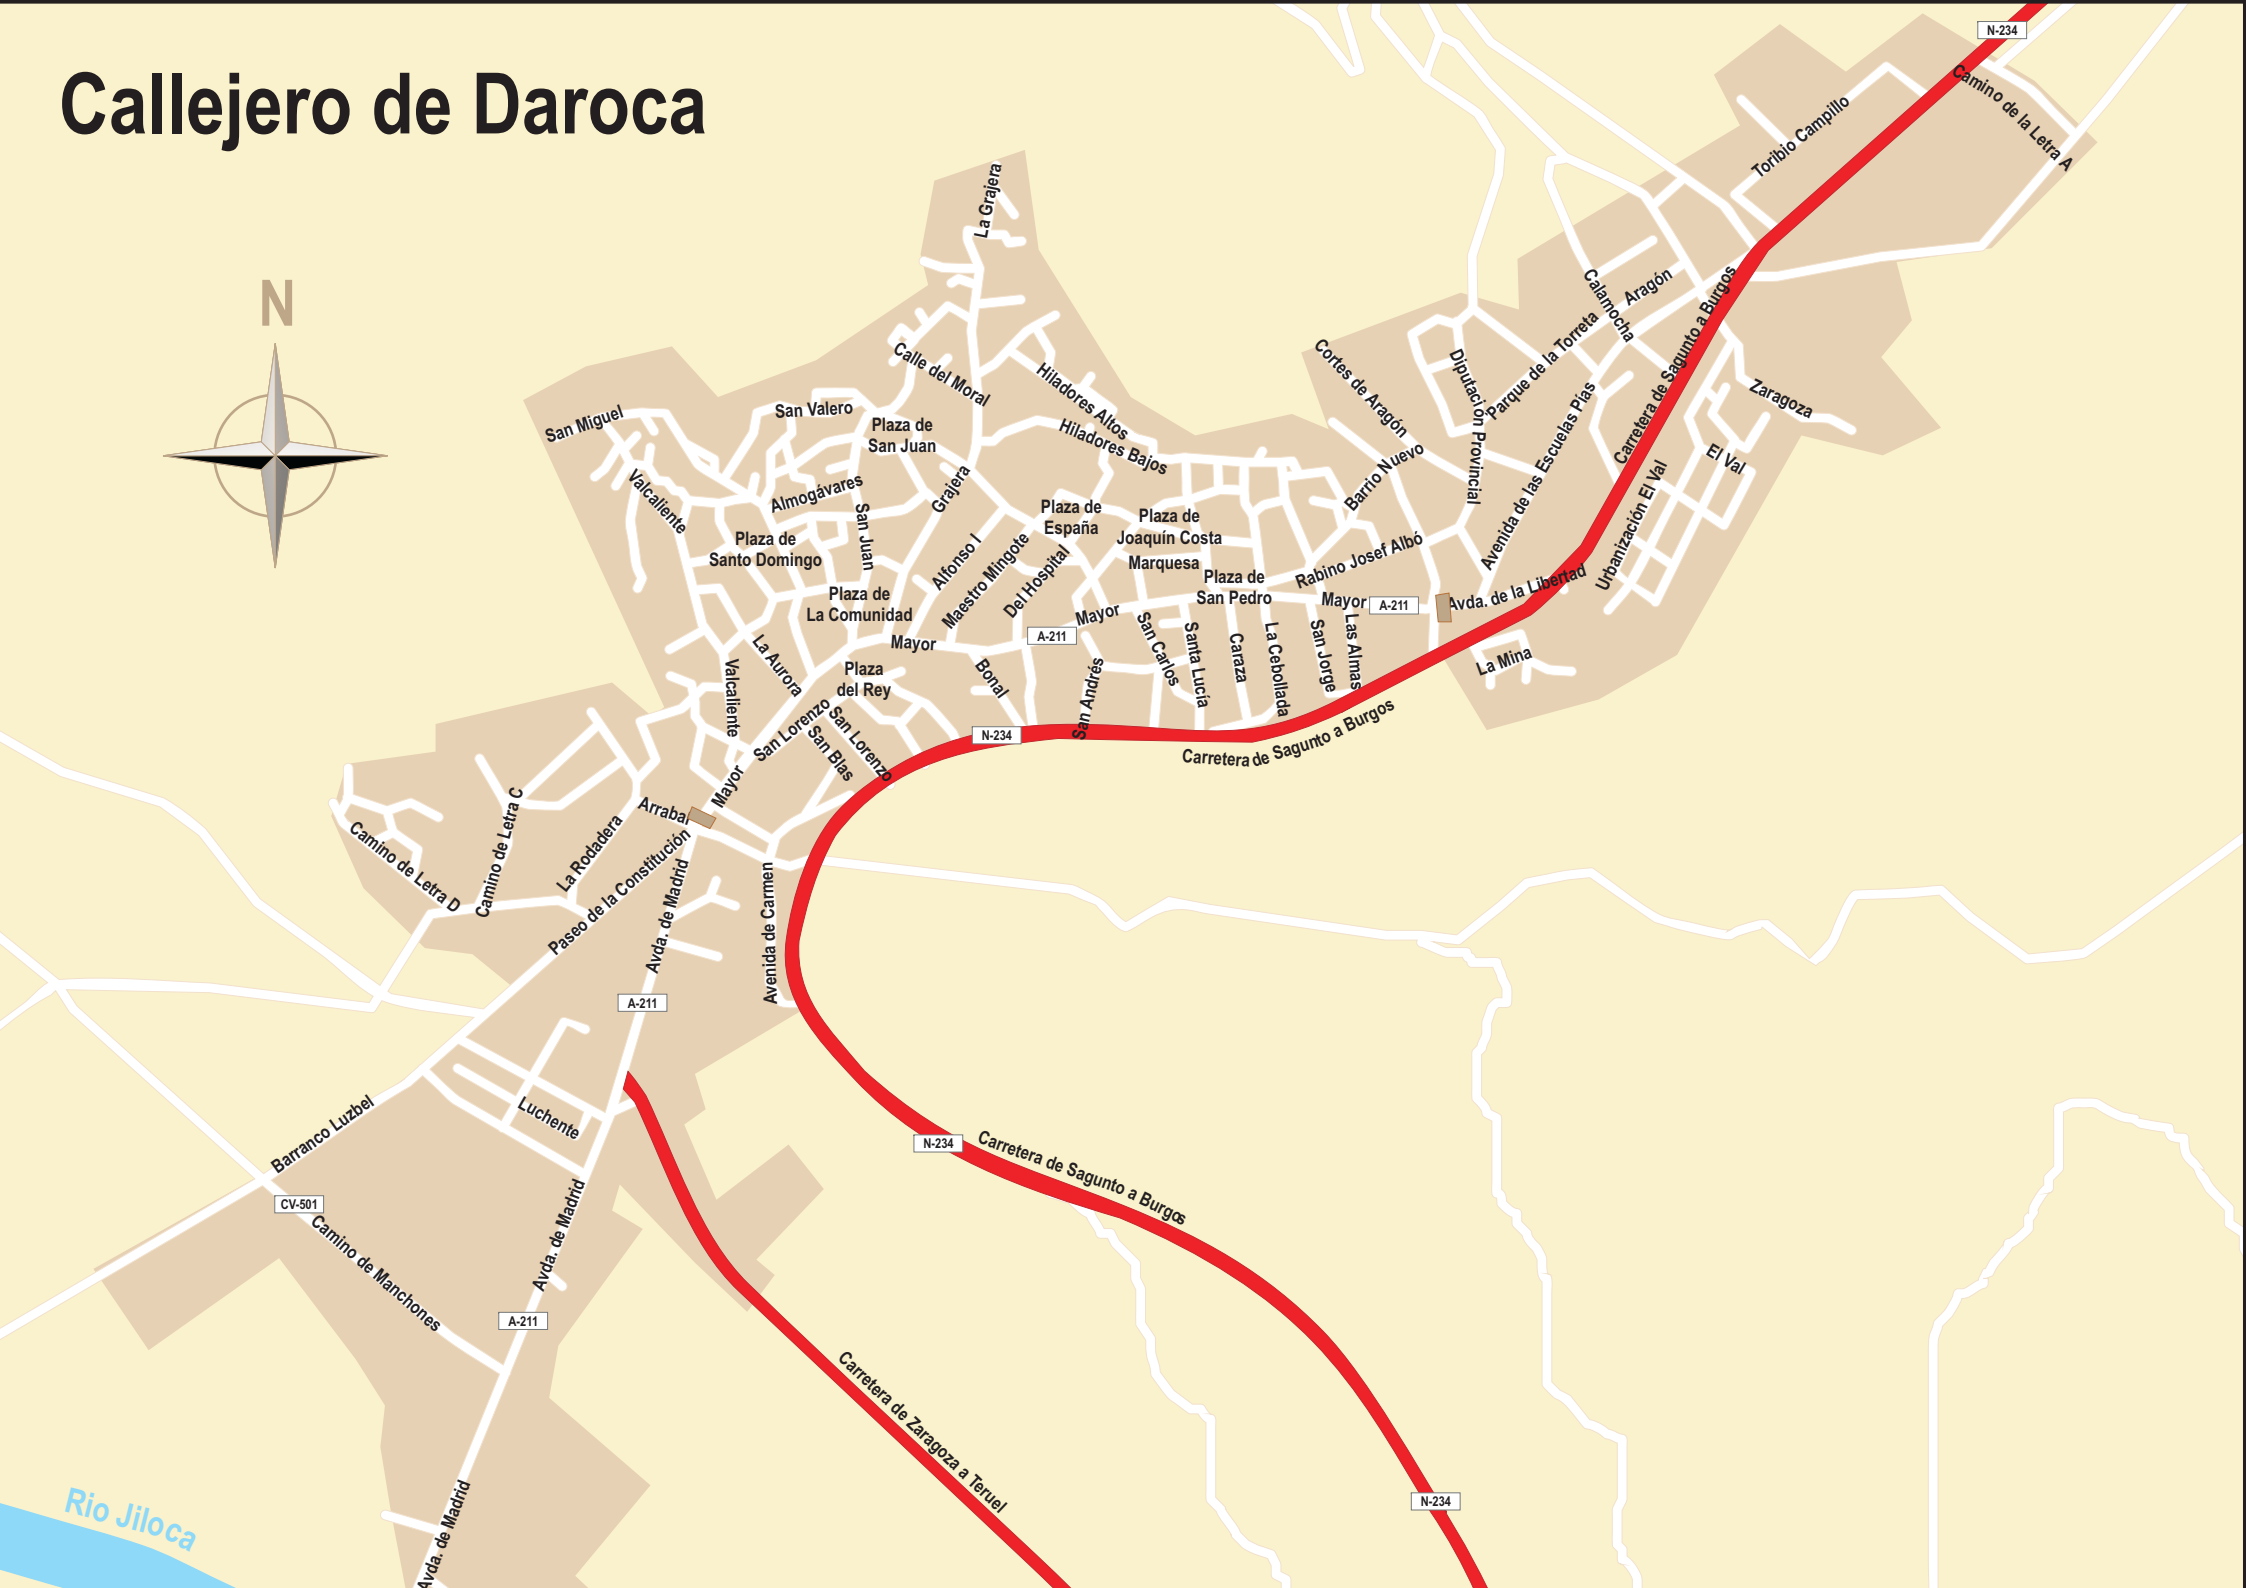 Callejero de Daroca
N
N-234
Camino de la Letra A
Toribio Campillo
La Grajera
Calamocha
Aragón
Parque de la Torreta
Carretera de Sagunto a Burgos
Cortes de Aragón
Diputación Provincial
Zaragoza
El Val
Calle del Moral
Hiladores Altos
Hiladores Bajos
San Miguel
San Valero
Plaza de
San Juan
Valcaliente
Almogávares
San Juan
Grajera
Barrio Nuevo
Avenida de las Escuelas Pias
Urbanización El Val
Plaza de
España
Plaza de
Joaquín Costa
Marquesa
Plaza de
Santo Domingo
Alfonso I
Maestro Mingote
Del Hospital
Rabino Josef Albó
Plaza de
San Pedro
Plaza de
La Comunidad
Mayor
A-211
Avda. de la Libertad
Mayor
Mayor
A-211
La Aurora
Valcaliente
Plaza
del Rey
Bonal
San Andrés
San Carlos
Santa Lucía
Caraza
La Cebollada
San Jorge
Las Almas
La Mina
San Lorenzo
San Lorenzo
San Blas
N-234
Carretera de Sagunto a Burgos
Mayor
Arrabal
Camino de Letra C
Camino de Letra D
La Rodadera
Paseo de la Constitución
Avda. de Madrid
Avenida de Carmen
A-211
Luchente
Barranco Luzbel
CV-501
Camino de Manchones
Avda. de Madrid
A-211
N-234
Carretera de Sagunto a Burgos
Carretera de Zaragoza a Teruel
N-234
Rio Jiloca
Avda. de Madrid